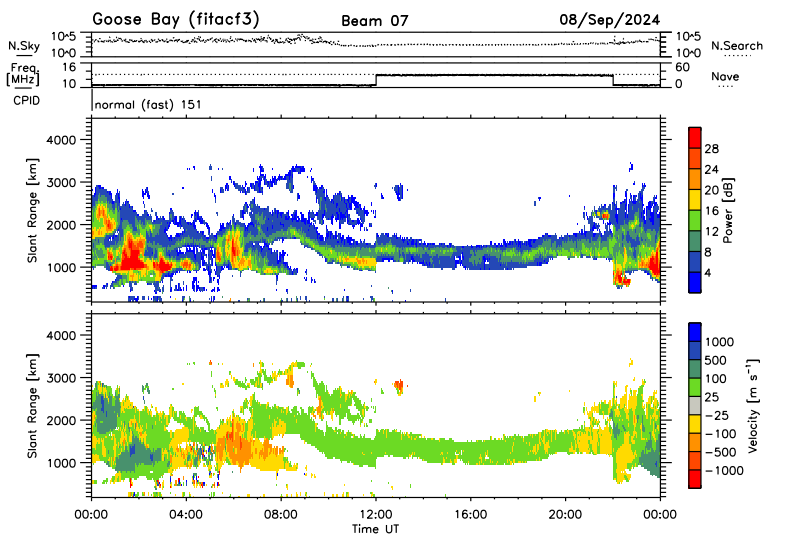 Goose Bay (fitacf3) Beam 07 08/Sep/2024
N.Sky 10^5 10^0 10^5 10^0 N.Search
Freq. [MHz] 16 10 60 0 Nave
CPID normal (fast) 151
Slant Range [km] 4000 3000 2000 1000
Power [dB] 28 24 20 16 12 8 4
Slant Range [km] 4000 3000 2000 1000
Velocity [m s⁻¹] 1000 500 100 25 −25 −100 −500 −1000
00:00 04:00 08:00 12:00 16:00 20:00 00:00
Time UT